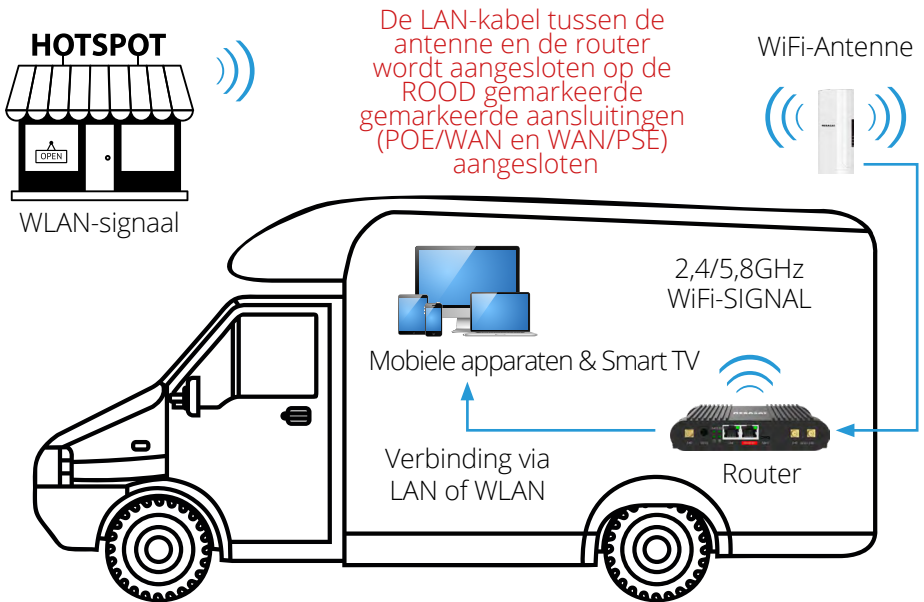 HOTSPOT
OPEN
WLAN-signaal
De LAN-kabel tussen de
antenne en de router
wordt aangesloten op de
ROOD gemarkeerde
gemarkeerde aansluitingen
(POE/WAN en WAN/PSE)
aangesloten
WiFi-Antenne
2,4/5,8GHz
WiFi-SIGNAL
Mobiele apparaten & Smart TV
Verbinding via
LAN of WLAN
Router